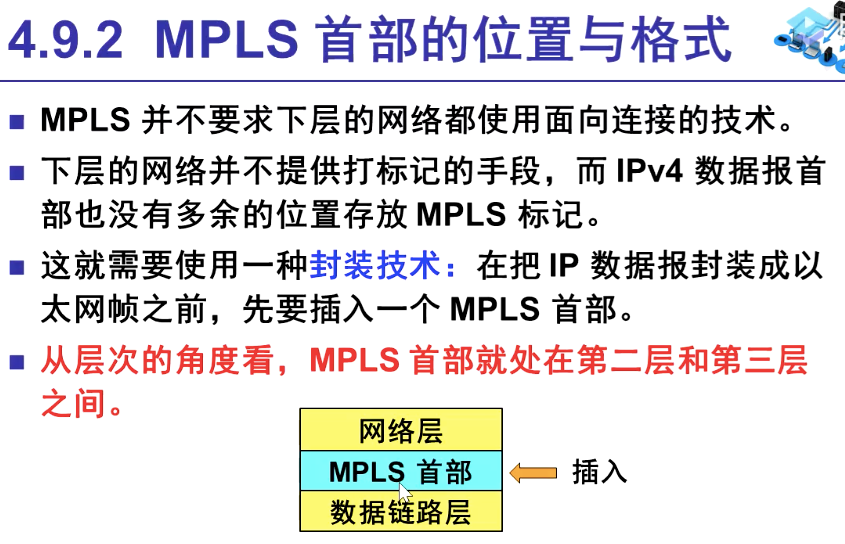 4.9.2 MPLS 首部的位置与格式
MPLS 并不要求下层的网络都使用面向连接的技术。
下层的网络并不提供打标记的手段，而 IPv4 数据报首
部也没有多余的位置存放 MPLS 标记。
这就需要使用一种封装技术：在把 IP 数据报封装成以
太网帧之前，先要插入一个 MPLS 首部。
从层次的角度看，MPLS 首部就处在第二层和第三层
之间。
网络层
MPLS 首部
插入
数据链路层